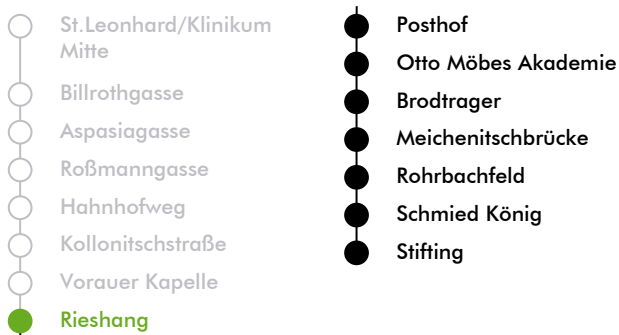 St.Leonhard/Klinikum
Mitte
Billrothgasse
Aspasiagasse
Roßmanngasse
Hahnhofweg
Kollonitschstraße
Vorauer Kapelle
Rieshang
Posthof
Otto Möbes Akademie
Brodtrager
Meichenitschbrücke
Rohrbachfeld
Schmied König
Stifting